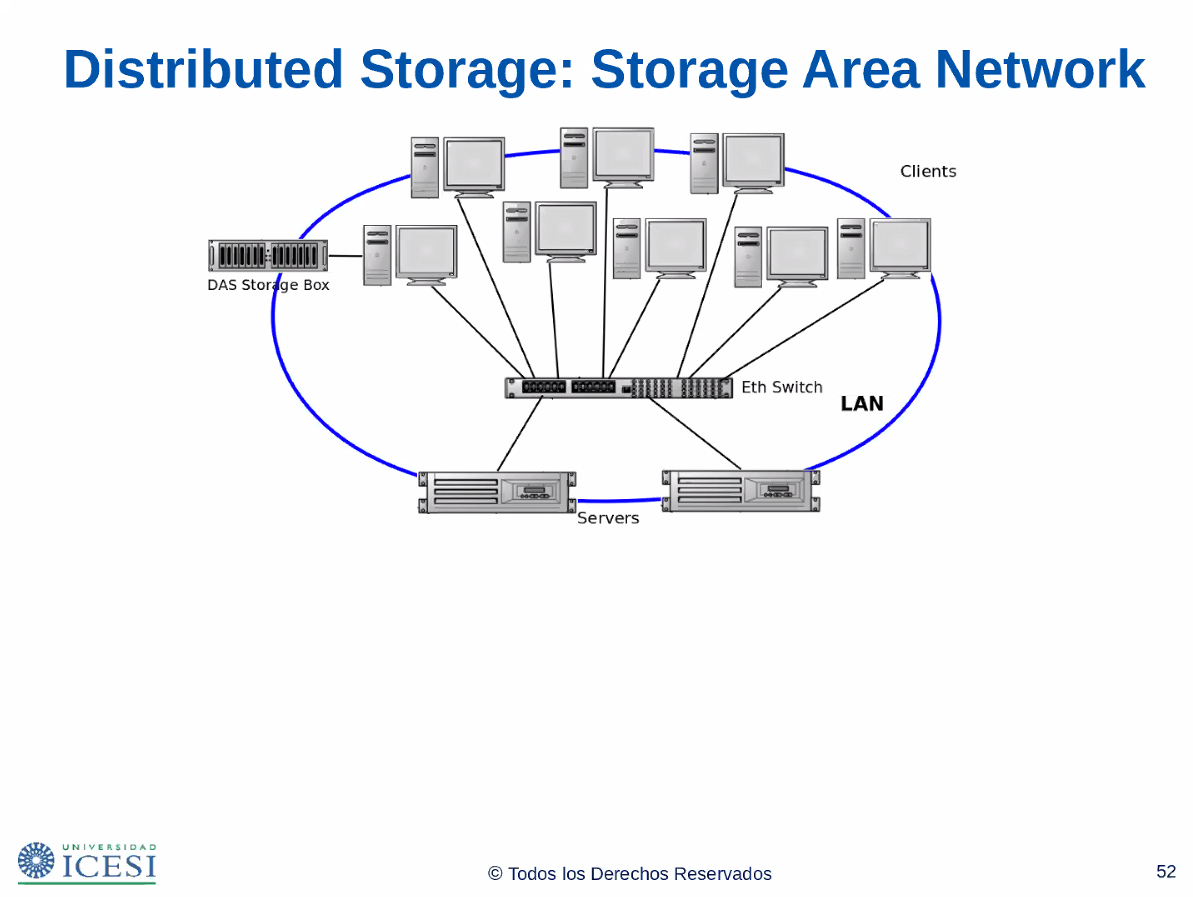 Distributed Storage: Storage Area Network
Clients
DAS Storage Box
Eth Switch
LAN
Servers
UNIVERSIDAD
ICESI
© Todos los Derechos Reservados
52